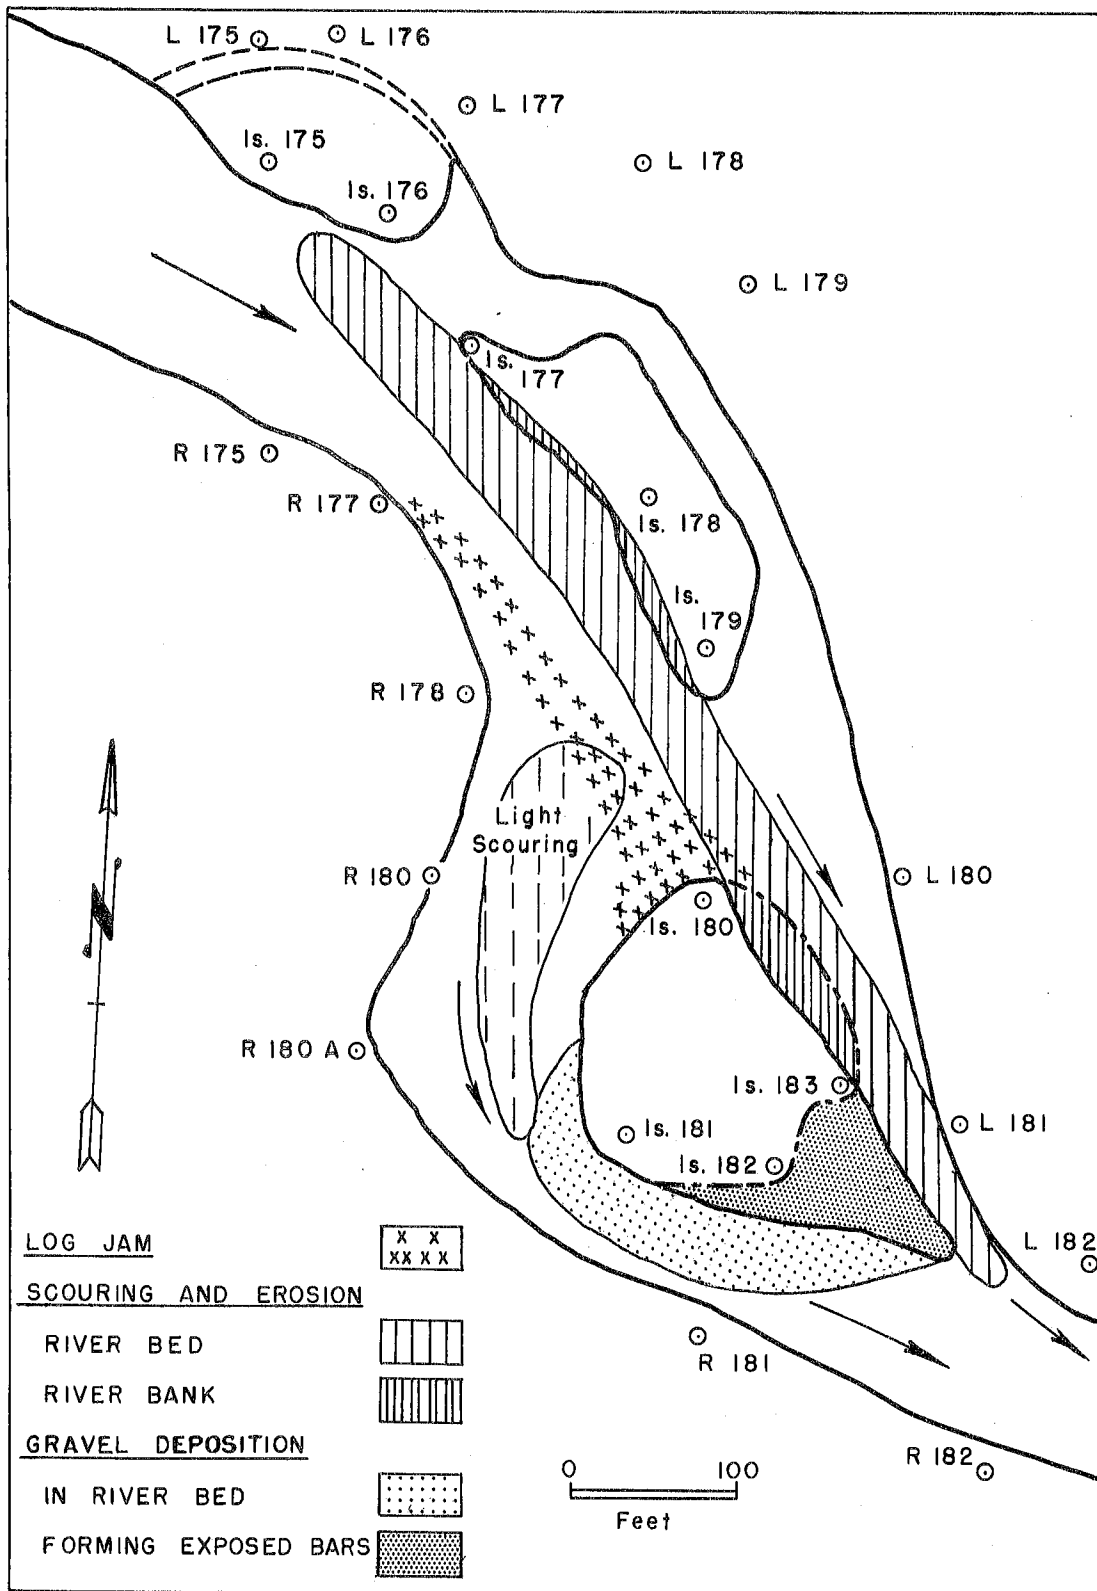 L 175
L 176
L 177
Is. 175
L 178
Is. 176
L 179
Is.
177
R 175
R 177
Is. 178
Is.
179
R 178
Light
Scouring
R 180
L 180
Is. 180
R 180 A
Is. 183
Is. 181
L 181
Is. 182
LOG JAM
L 182
SCOURING AND EROSION
RIVER BED
R 181
RIVER BANK
GRAVEL DEPOSITION
R 182
0 100
IN RIVER BED
Feet
FORMING EXPOSED BARS